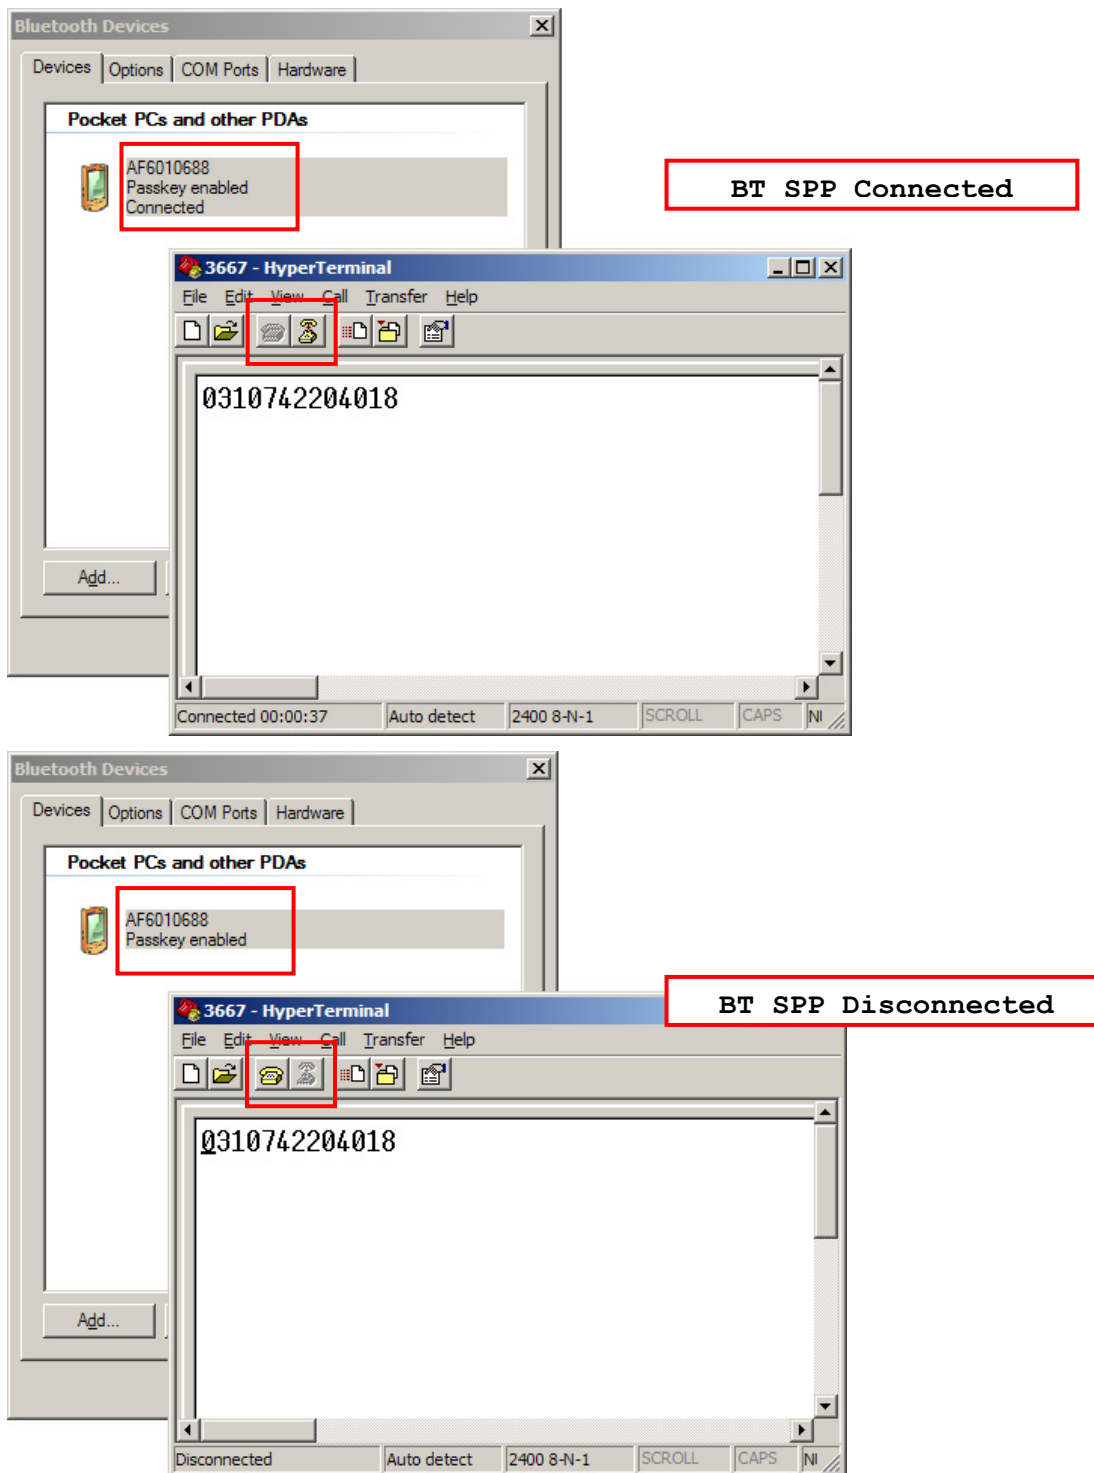 Bluetooth Devices
Devices Options COM Ports Hardware
Pocket PCs and other PDAs
AF6010688
Passkey enabled
Connected
BT SPP Connected
3667 - HyperTerminal
File Edit View Call Transfer Help
0310742204018
Add...
Connected 00:00:37 Auto detect 2400 8-N-1 SCROLL CAPS
Bluetooth Devices
Devices Options COM Ports Hardware
Pocket PCs and other PDAs
AF6010688
Passkey enabled
BT SPP Disconnected
3667 - HyperTerminal
File Edit View Call Transfer Help
0310742204018
Add...
Disconnected Auto detect 2400 8-N-1 SCROLL CAPS